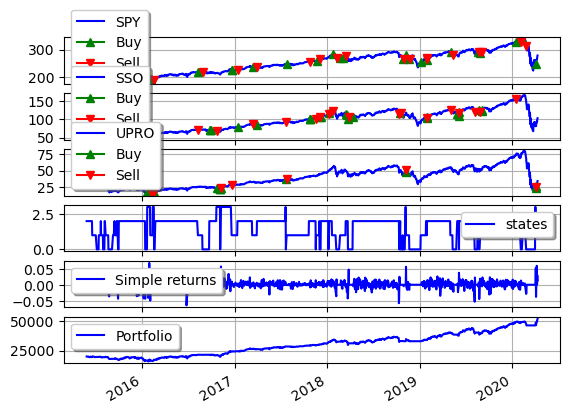 SPY
Buy
Sell
300
200
SSO
Buy
Sell
150
100
50
UPRO
Buy
Sell
75
50
25
states
2.5
0.0
Simple returns
0.05
0.00
−0.05
Portfolio
50000
25000
2016 2017 2018 2019 2020